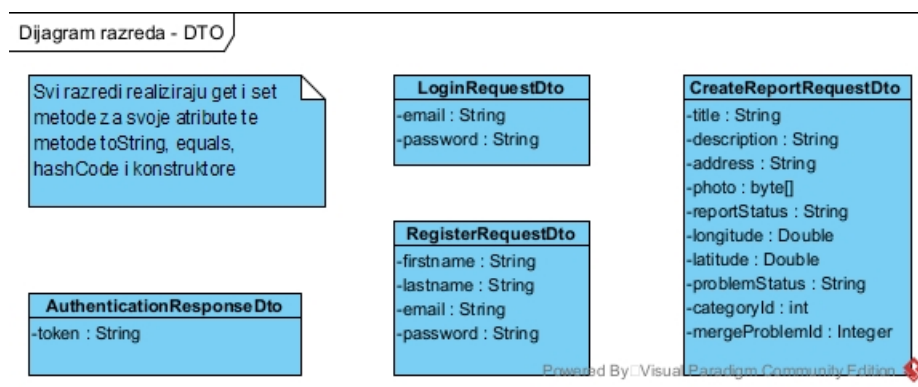 Dijagram razreda - DTO
Svi razredi realiziraju get i set
metode za svoje atribute te
metode toString, equals,
hashCode i konstruktore
LoginRequestDto
-email : String
-password : String
CreateReportRequestDto
-title : String
-description : String
-address : String
-photo : byte[]
-reportStatus : String
-longitude : Double
-latitude : Double
-problemStatus : String
-categoryId : int
-mergeProblemId : Integer
RegisterRequestDto
-firstname : String
-lastname : String
-email : String
-password : String
AuthenticationResponseDto
-token : String
Powered By Visual Paradigm Community Edition